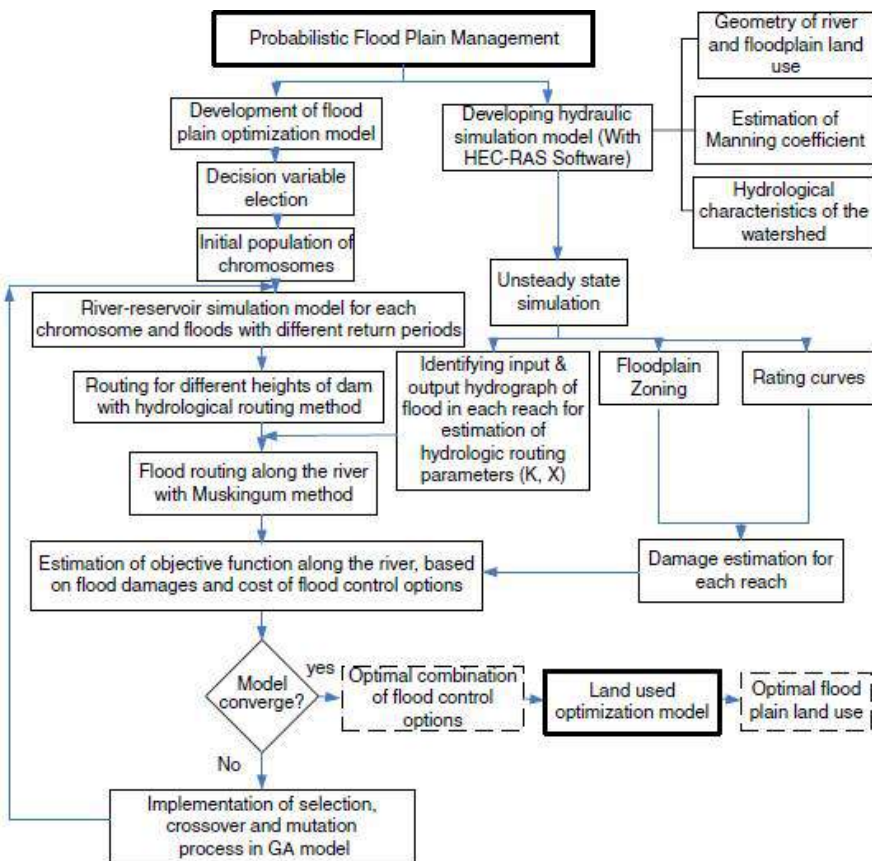 Probabilistic Flood Plain Management
Geometry of river
and floodplain land
use
Development of flood
plain optimization model
Developing hydraulic
simulation model (With
HEC-RAS Software)
Estimation of
Manning coefficient
Decision variable
election
Hydrological
characteristics of the
watershed
Initial population of
chromosomes
Unsteady state
simulation
River-reservoir simulation model for each
chromosome and floods with different return periods
Identifying input &
output hydrograph of
flood in each reach for
estimation of
hydrologic routing
parameters (K, X)
Floodplain
Zoning
Rating curves
Routing for different heights of dam
with hydrological routing method
Flood routing along the river
with Muskingum method
Estimation of objective function along the river, based
on flood damages and cost of flood control options
Damage estimation for
each reach
Model
converge?
yes
Optimal combination
of flood control
options
Land used
optimization model
Optimal flood
plain land use
No
Implementation of selection,
crossover and mutation
process in GA model